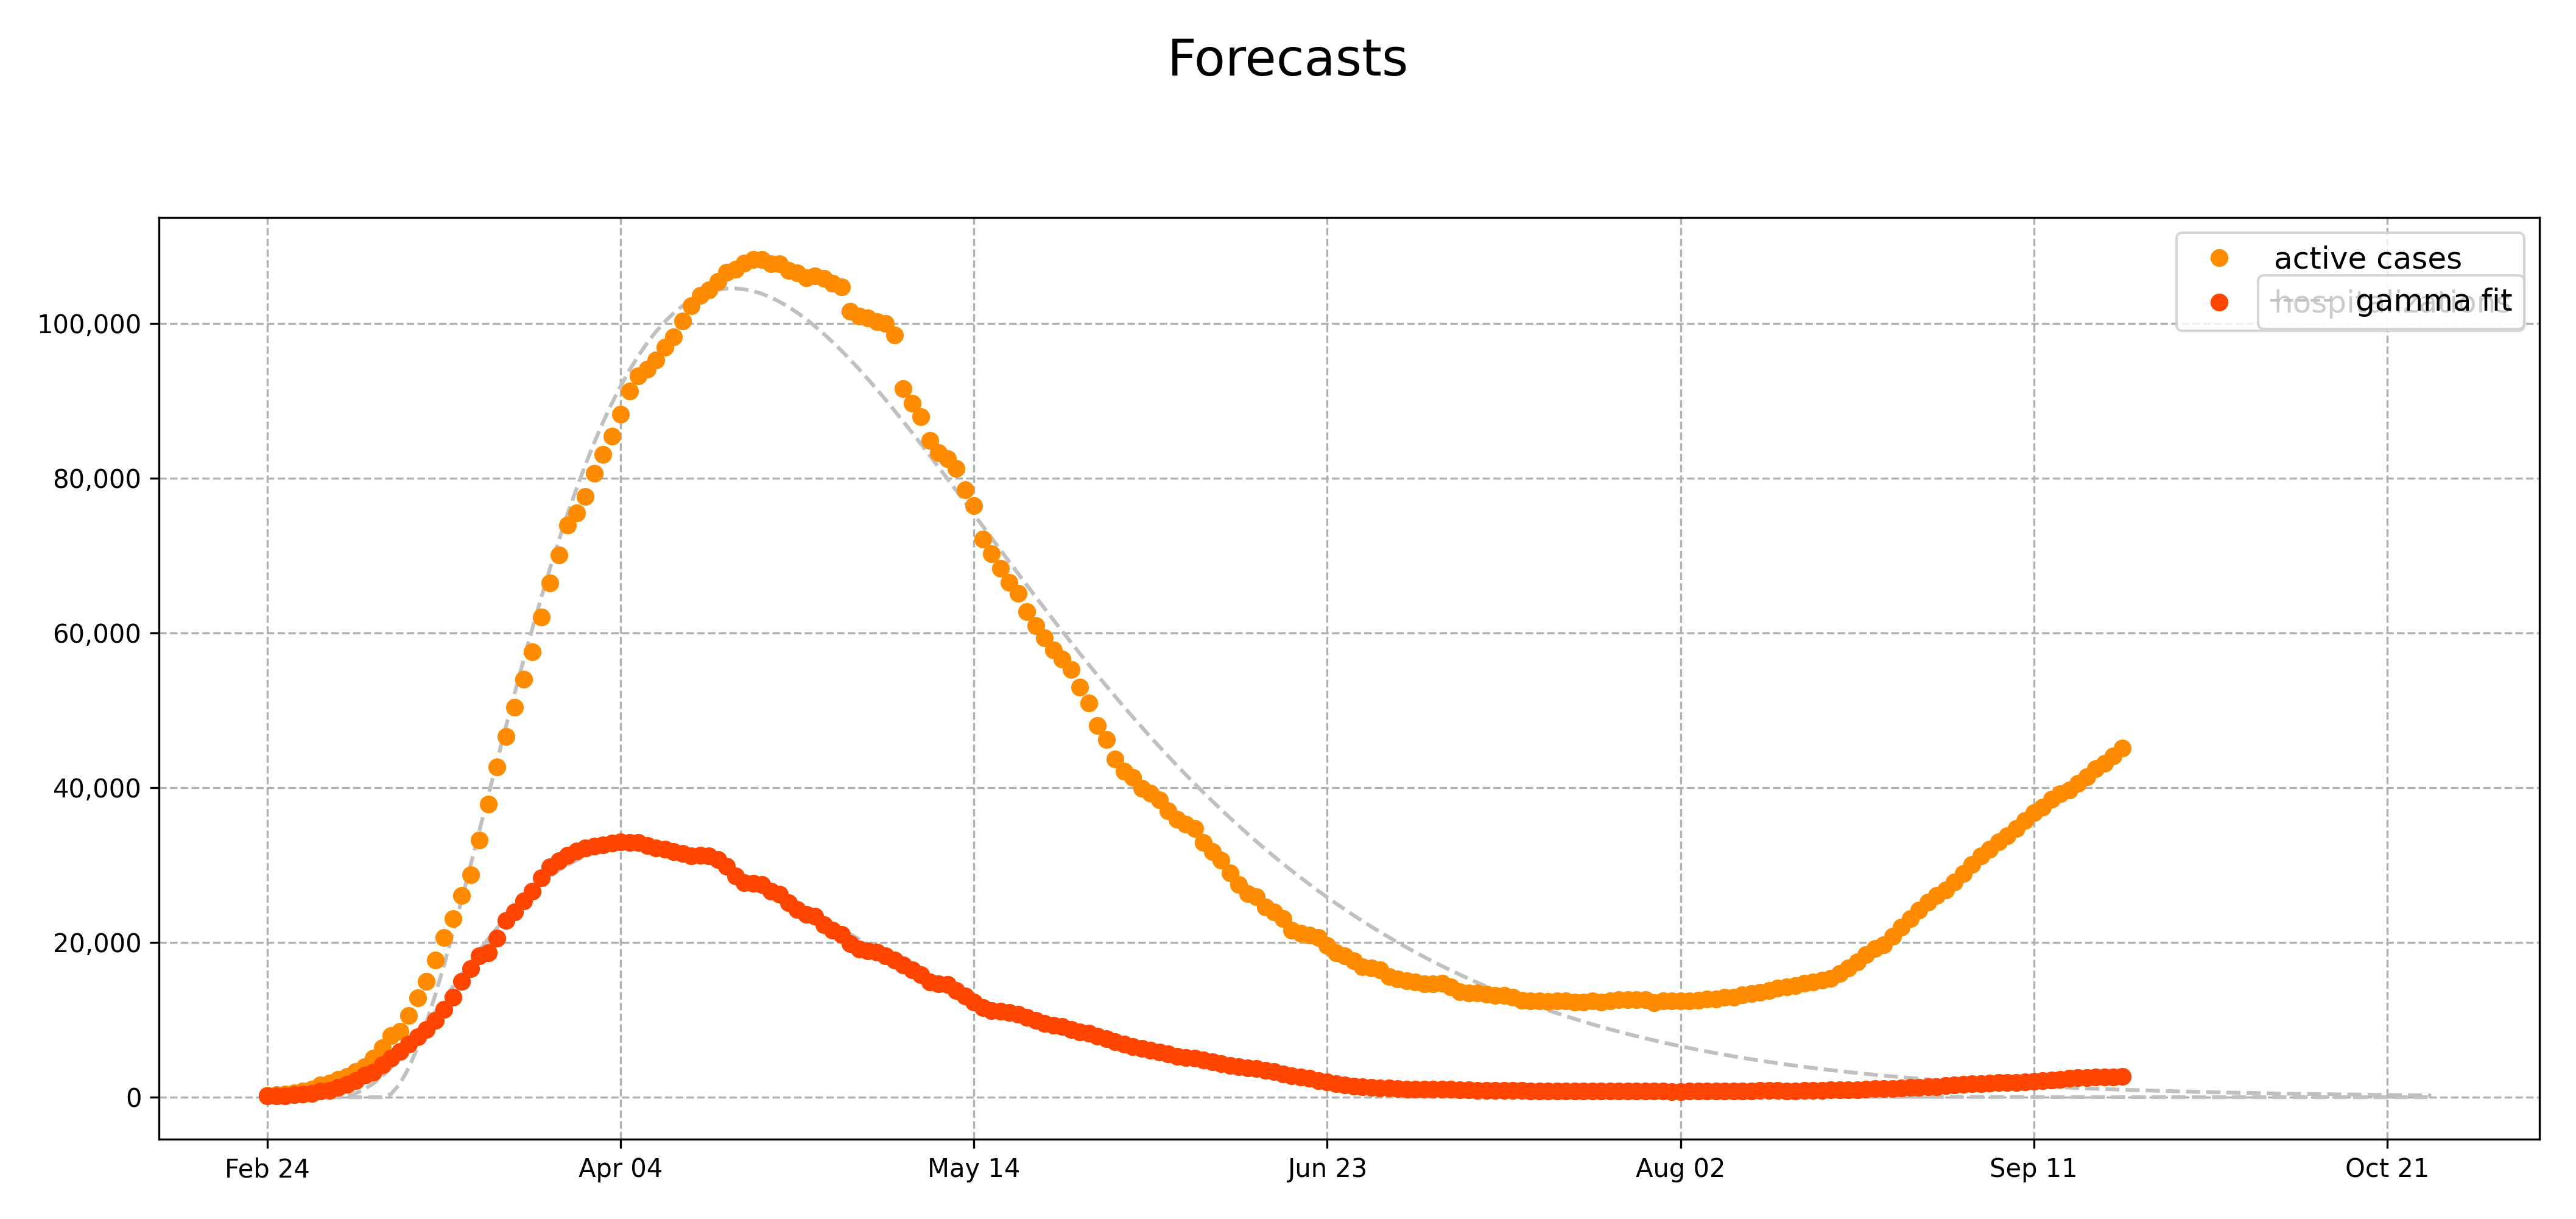 Forecasts
active cases
hospitalizations
gamma fit
100,000
80,000
60,000
40,000
20,000
0
Feb 24 Apr 04 May 14 Jun 23 Aug 02 Sep 11 Oct 21